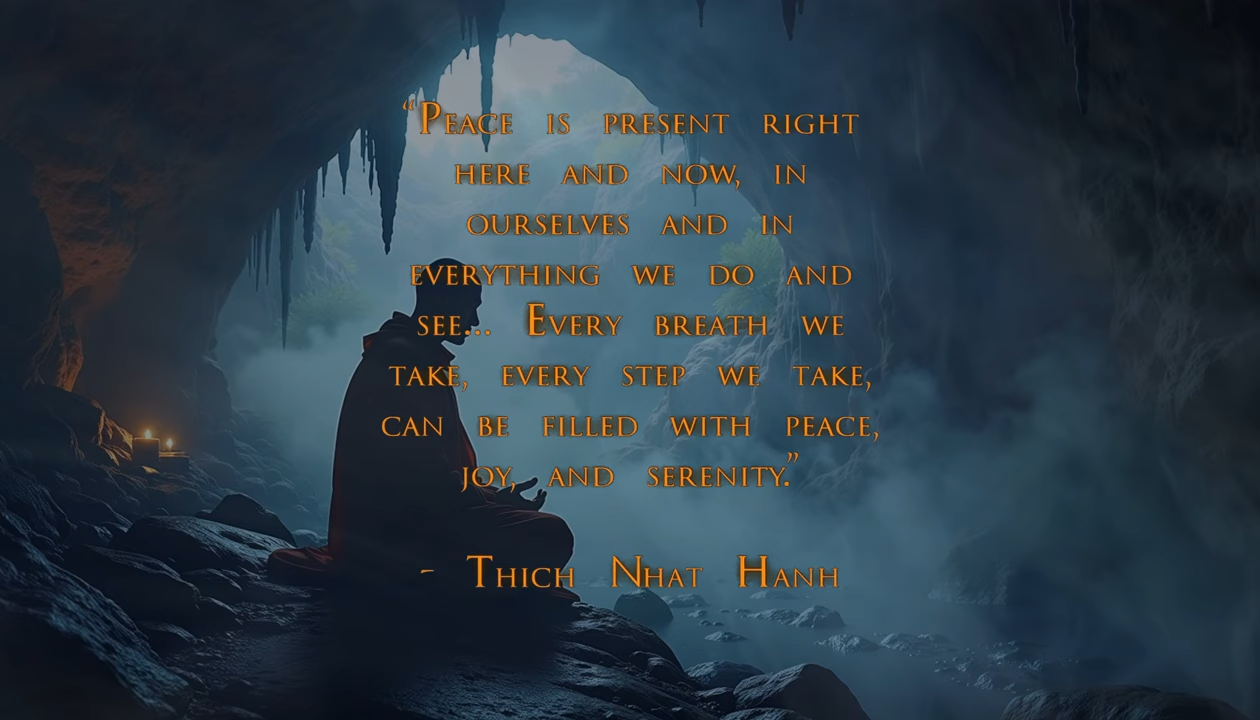 “Peace is present right
here and now, in
ourselves and in
everything we do and
see... Every breath we
take, every step we take,
can be filled with peace,
joy, and serenity.”
- Thich Nhat Hanh